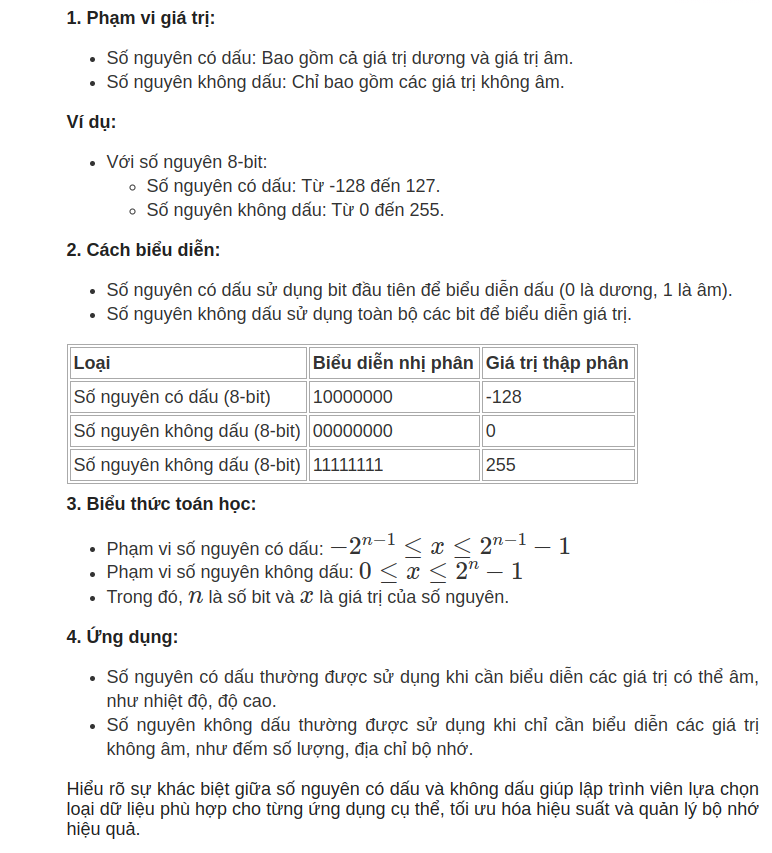 1. Phạm vi giá trị:
• Số nguyên có dấu: Bao gồm cả giá trị dương và giá trị âm.
• Số nguyên không dấu: Chỉ bao gồm các giá trị không âm.
Ví dụ:
• Với số nguyên 8-bit:
◦ Số nguyên có dấu: Từ -128 đến 127.
◦ Số nguyên không dấu: Từ 0 đến 255.
2. Cách biểu diễn:
• Số nguyên có dấu sử dụng bit đầu tiên để biểu diễn dấu (0 là dương, 1 là âm).
• Số nguyên không dấu sử dụng toàn bộ các bit để biểu diễn giá trị.
Loại Biểu diễn nhị phân Giá trị thập phân
Số nguyên có dấu (8-bit) 10000000 -128
Số nguyên không dấu (8-bit) 00000000 0
Số nguyên không dấu (8-bit) 11111111 255
3. Biểu thức toán học:
• Phạm vi số nguyên có dấu: −2^{n−1} ≤ x ≤ 2^{n−1} − 1
• Phạm vi số nguyên không dấu: 0 ≤ x ≤ 2^n − 1
• Trong đó, n là số bit và x là giá trị của số nguyên.
4. Ứng dụng:
• Số nguyên có dấu thường được sử dụng khi cần biểu diễn các giá trị có thể âm,
như nhiệt độ, độ cao.
• Số nguyên không dấu thường được sử dụng khi chỉ cần biểu diễn các giá trị
không âm, như đếm số lượng, địa chỉ bộ nhớ.
Hiểu rõ sự khác biệt giữa số nguyên có dấu và không dấu giúp lập trình viên lựa chọn
loại dữ liệu phù hợp cho từng ứng dụng cụ thể, tối ưu hóa hiệu suất và quản lý bộ nhớ
hiệu quả.